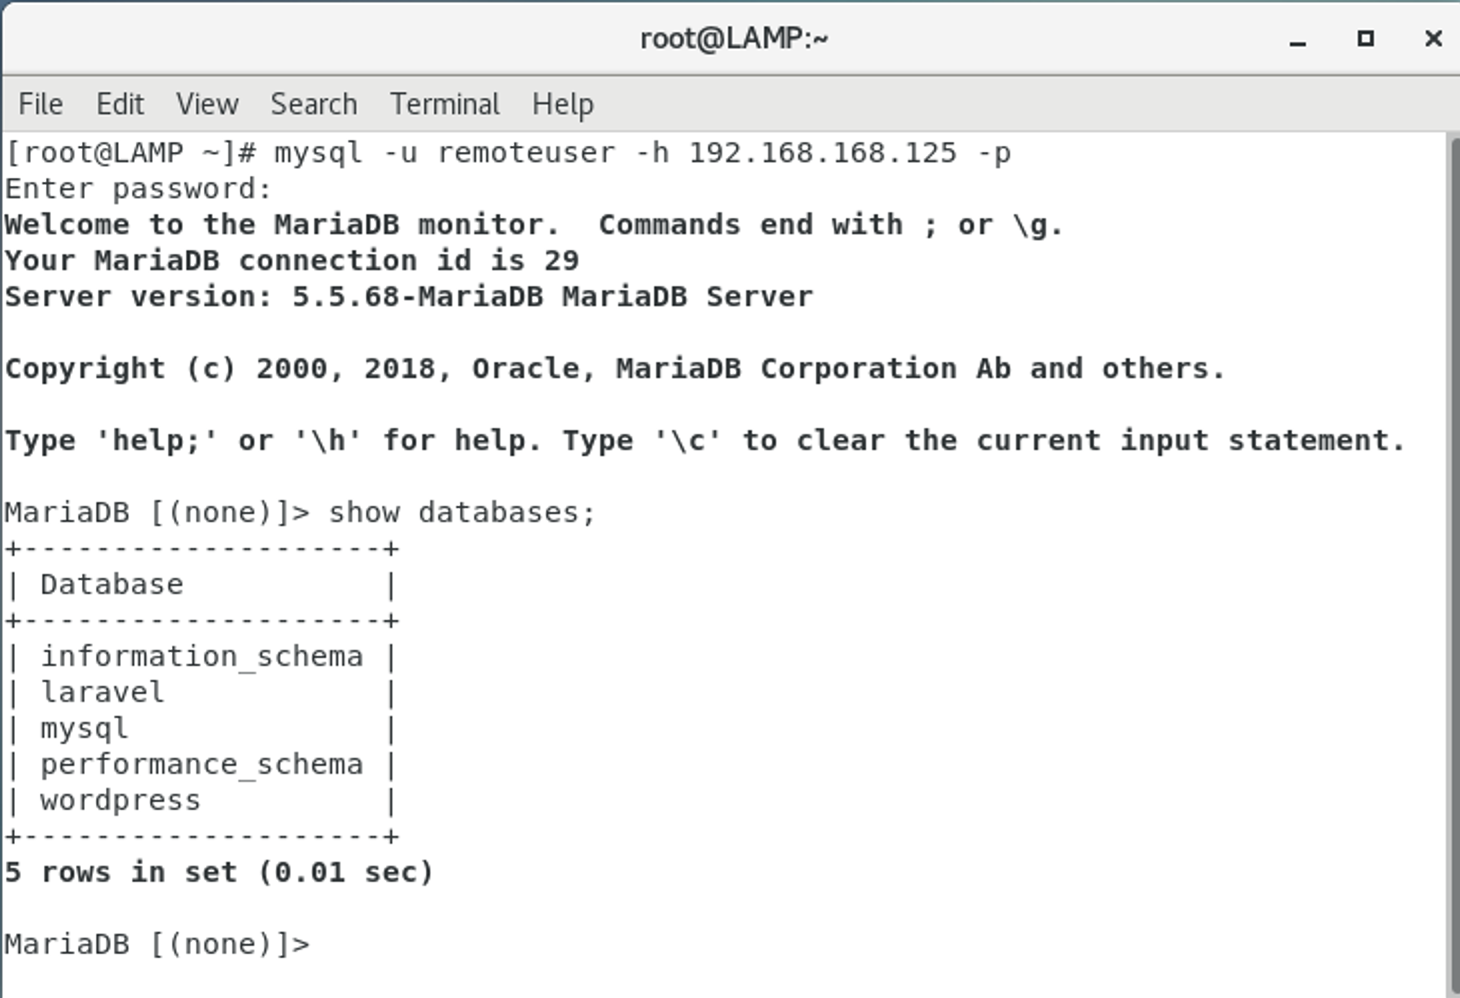 root@LAMP:~
File Edit View Search Terminal Help
[root@LAMP ~]# mysql -u remoteuser -h 192.168.168.125 -p
Enter password:
Welcome to the MariaDB monitor.  Commands end with ; or \g.
Your MariaDB connection id is 29
Server version: 5.5.68-MariaDB MariaDB Server
Copyright (c) 2000, 2018, Oracle, MariaDB Corporation Ab and others.
Type 'help;' or '\h' for help. Type '\c' to clear the current input statement.
MariaDB [(none)]> show databases;
+--------------------+
| Database           |
+--------------------+
| information_schema |
| laravel            |
| mysql              |
| performance_schema |
| wordpress          |
+--------------------+
5 rows in set (0.01 sec)
MariaDB [(none)]>